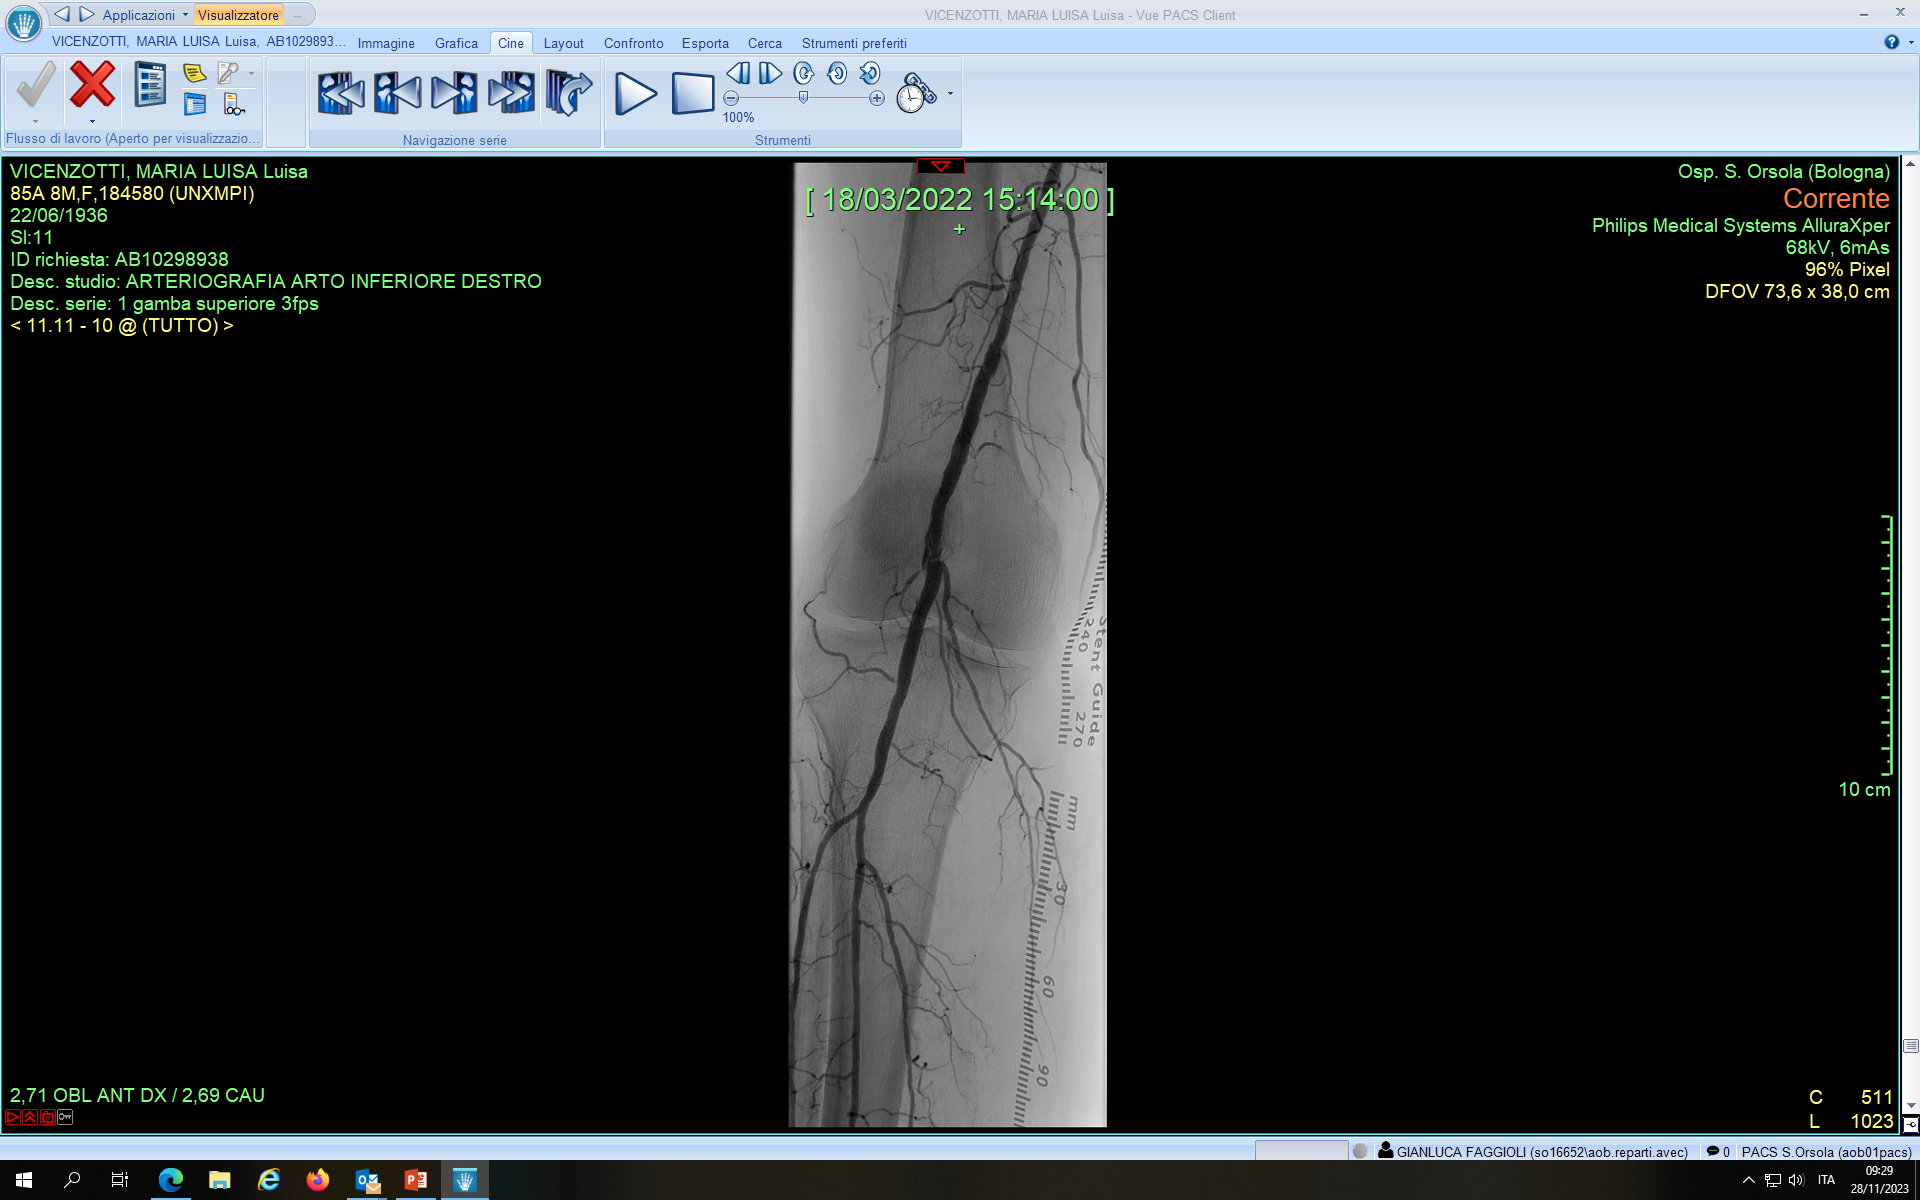 Applicazioni
Visualizzatore
VICENZOTTI, MARIA LUISA Luisa - Vue PACS Client
VICENZOTTI, MARIA LUISA Luisa, AB1029893...
Immagine
Grafica
Cine
Layout
Confronto
Esporta
Cerca
Strumenti preferiti
100%
Flusso di lavoro (Aperto per visualizzazio...
Navigazione serie
Strumenti
VICENZOTTI, MARIA LUISA Luisa
85A 8M,F,184580 (UNXMPI)
22/06/1936
SI:11
ID richiesta: AB10298938
Desc. studio: ARTERIOGRAFIA ARTO INFERIORE DESTRO
Desc. serie: 1 gamba superiore 3fps
< 11.11 - 10 @ (TUTTO) >
[ 18/03/2022 15:14:00 ]
Osp. S. Orsola (Bologna)
Corrente
Philips Medical Systems AlluraXper
68kV, 6mAs
96% Pixel
DFOV 73,6 x 38,0 cm
240
Stent Guide
270
mm
30
60
90
10 cm
2,71 OBL ANT DX / 2,69 CAU
C 511
L 1023
GIANLUCA FAGGIOLI (so16652\aob.reparti.avec)
0
PACS S.Orsola (aob01pacs)
ITA
09:29
28/11/2023